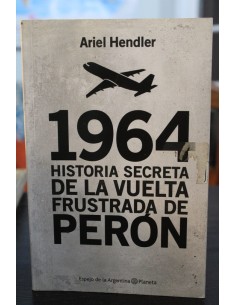 Ariel Hendler
1964
HISTORIA SECRETA
DE LA VUELTA
FRUSTRADA DE
PERÓN
Espejo de la Argentina Planeta